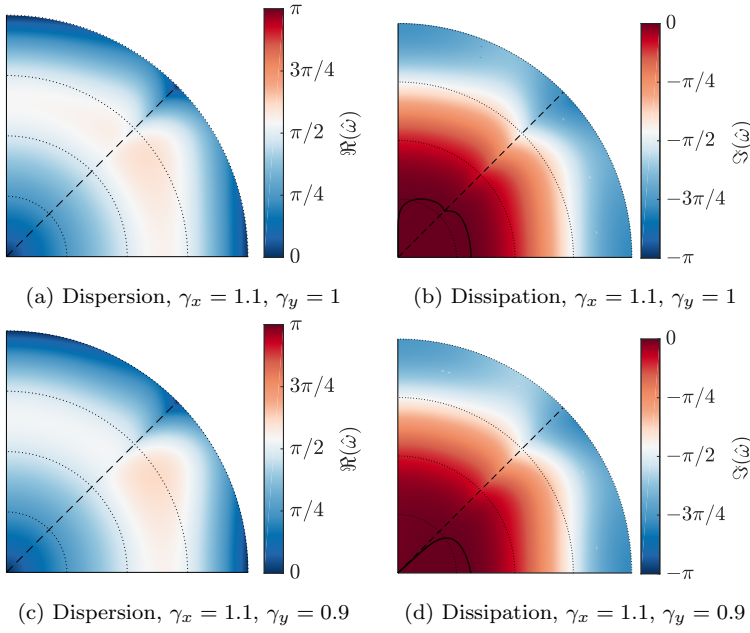 π
3π/4
π/2
π/4
0
ℜ(ω̂)
0
−π/4
−π/2
−3π/4
−π
ℑ(ω̂)
(a) Dispersion, γx = 1.1, γy = 1
(b) Dissipation, γx = 1.1, γy = 1
π
3π/4
π/2
π/4
0
ℜ(ω̂)
0
−π/4
−π/2
−3π/4
−π
ℑ(ω̂)
(c) Dispersion, γx = 1.1, γy = 0.9
(d) Dissipation, γx = 1.1, γy = 0.9